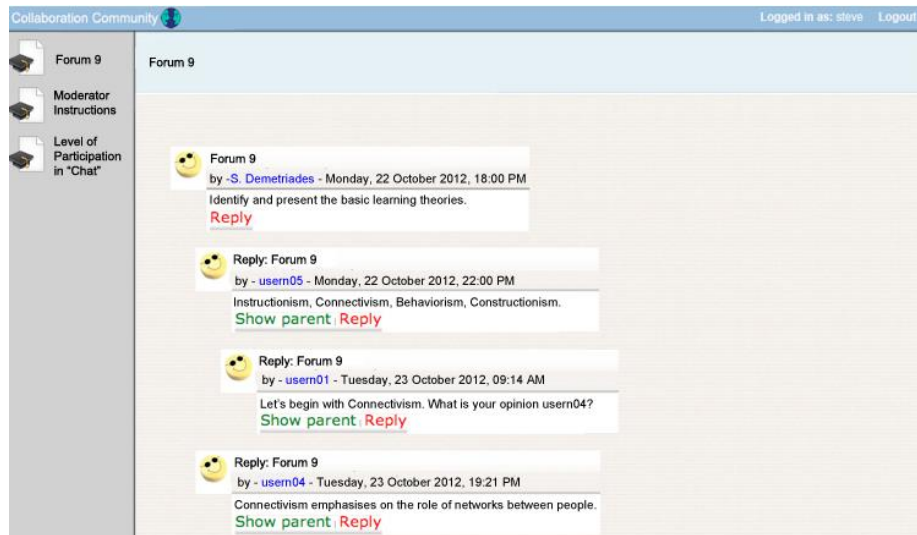 Collaboration Community
Logged in as: steve Logout
Forum 9
Moderator
Instructions
Level of
Participation
in "Chat"
Forum 9
Forum 9
by -S. Demetriades - Monday, 22 October 2012, 18:00 PM
Identify and present the basic learning theories.
Reply
Reply: Forum 9
by - usern05 - Monday, 22 October 2012, 22:00 PM
Instructionism, Connectivism, Behaviorism, Constructionism.
Show parent | Reply
Reply: Forum 9
by - usern01 - Tuesday, 23 October 2012, 09:14 AM
Let's begin with Connectivism. What is your opinion usern04?
Show parent | Reply
Reply: Forum 9
by - usern04 - Tuesday, 23 October 2012, 19:21 PM
Connectivism emphasises on the role of networks between people.
Show parent | Reply